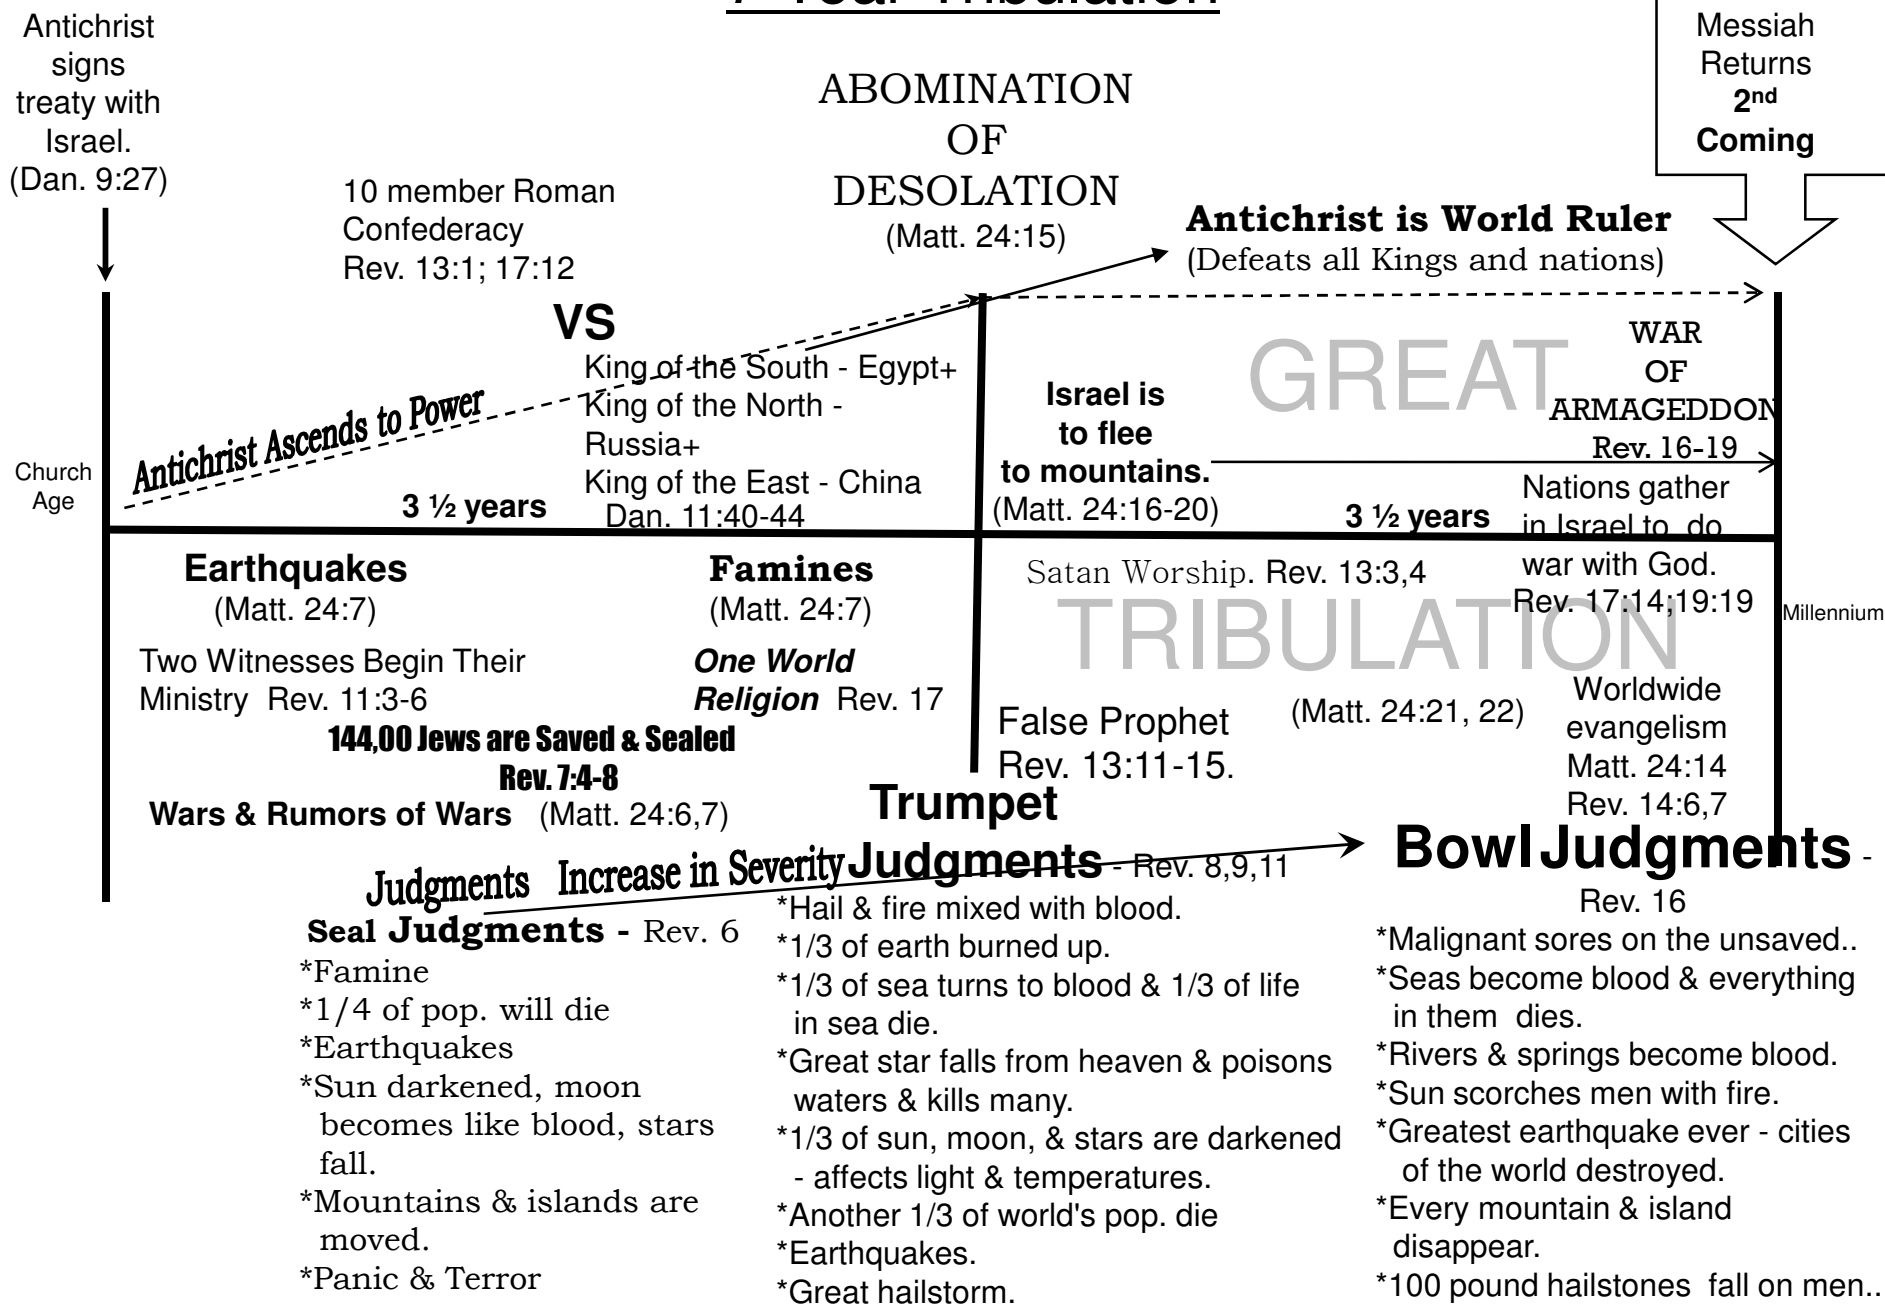 7 Year Tribulation
Antichrist
signs
treaty with
Israel.
(Dan. 9:27)
10 member Roman
Confederacy
Rev. 13:1; 17:12
VS
King of the South - Egypt+
King of the North -
Russia+
King of the East - China
Dan. 11:40-44
ABOMINATION
OF
DESOLATION
(Matt. 24:15)
Antichrist is World Ruler
(Defeats all Kings and nations)
Messiah
Returns
2nd
Coming
Church
Age
Antichrist Ascends to Power
3 ½ years
Israel is
to flee
to mountains.
(Matt. 24:16-20)
GREAT
3 ½ years
WAR
OF
ARMAGEDDON
Rev. 16-19
Nations gather
in Israel to do
war with God.
Rev. 17:14;19:19
Millennium
Earthquakes
(Matt. 24:7)
Famines
(Matt. 24:7)
Two Witnesses Begin Their
Ministry Rev. 11:3-6
One World
Religion Rev. 17
144,00 Jews are Saved & Sealed
Rev. 7:4-8
Wars & Rumors of Wars (Matt. 24:6,7)
Satan Worship. Rev. 13:3,4
TRIBULATION
(Matt. 24:21, 22)
False Prophet
Rev. 13:11-15.
Worldwide
evangelism
Matt. 24:14
Rev. 14:6,7
Judgments Increase in Severity
Seal Judgments - Rev. 6
*Famine
*1/4 of pop. will die
*Earthquakes
*Sun darkened, moon
becomes like blood, stars
fall.
*Mountains & islands are
moved.
*Panic & Terror
Trumpet
Judgments - Rev. 8,9,11
*Hail & fire mixed with blood.
*1/3 of earth burned up.
*1/3 of sea turns to blood & 1/3 of life
in sea die.
*Great star falls from heaven & poisons
waters & kills many.
*1/3 of sun, moon, & stars are darkened
- affects light & temperatures.
*Another 1/3 of world's pop. die
*Earthquakes.
*Great hailstorm.
Bowl Judgments -
Rev. 16
*Malignant sores on the unsaved..
*Seas become blood & everything
in them dies.
*Rivers & springs become blood.
*Sun scorches men with fire.
*Greatest earthquake ever - cities
of the world destroyed.
*Every mountain & island
disappear.
*100 pound hailstones fall on men..